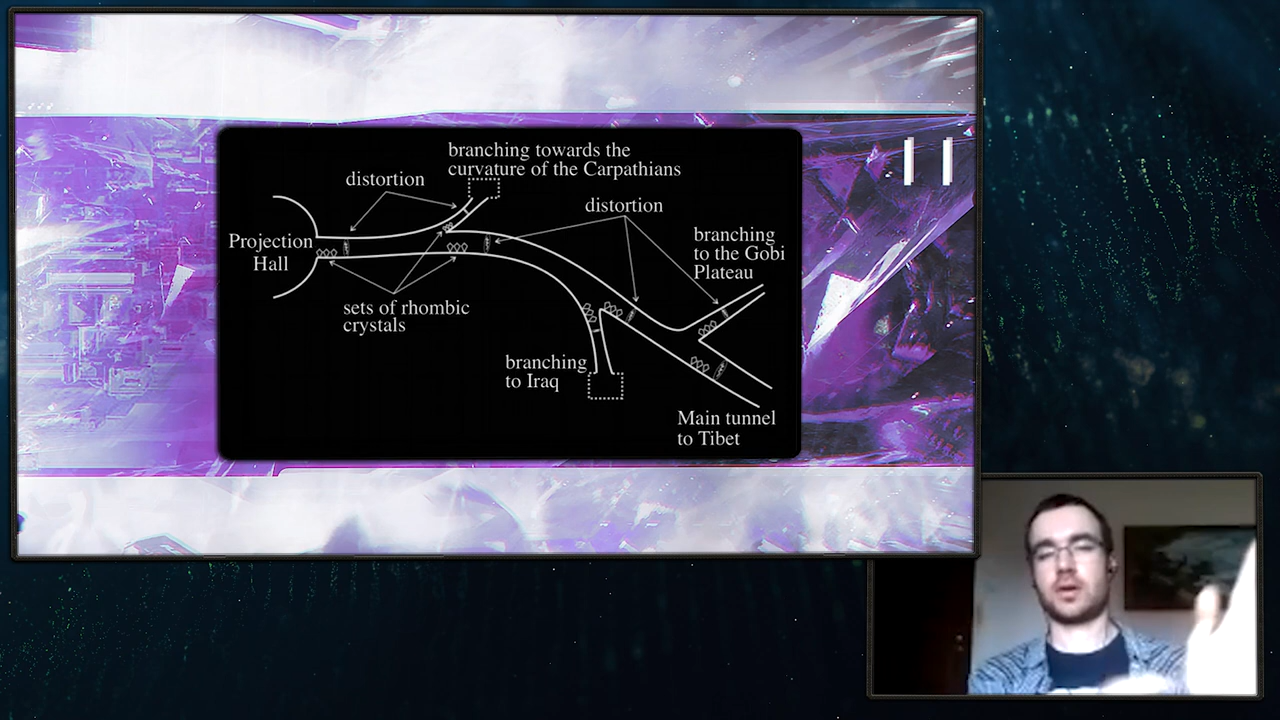 branching towards the
curvature of the Carpathians
distortion
distortion
Projection
Hall
branching
to the Gobi
Plateau
sets of rhombic
crystals
branching
to Iraq
Main tunnel
to Tibet